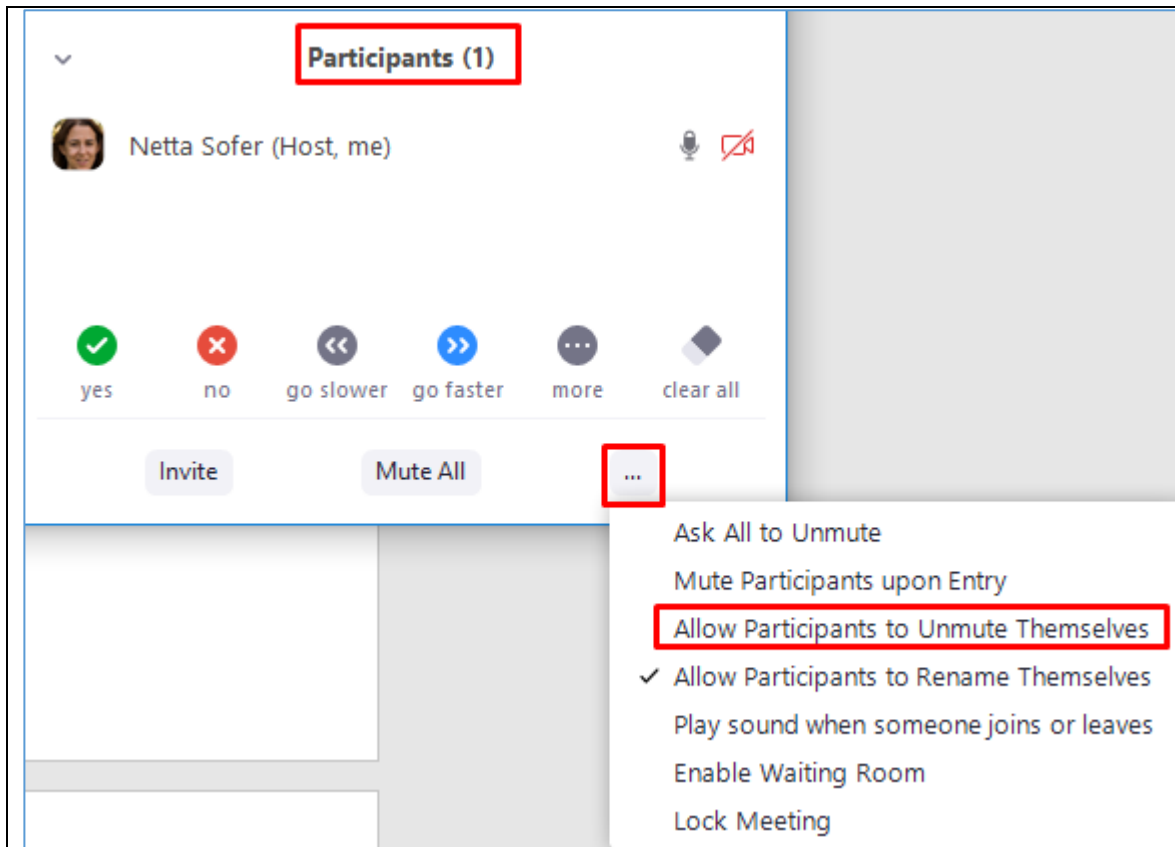 Participants (1)
Netta Sofer (Host, me)
yes no go slower go faster more clear all
Invite Mute All ...
Ask All to Unmute
Mute Participants upon Entry
Allow Participants to Unmute Themselves
Allow Participants to Rename Themselves
Play sound when someone joins or leaves
Enable Waiting Room
Lock Meeting